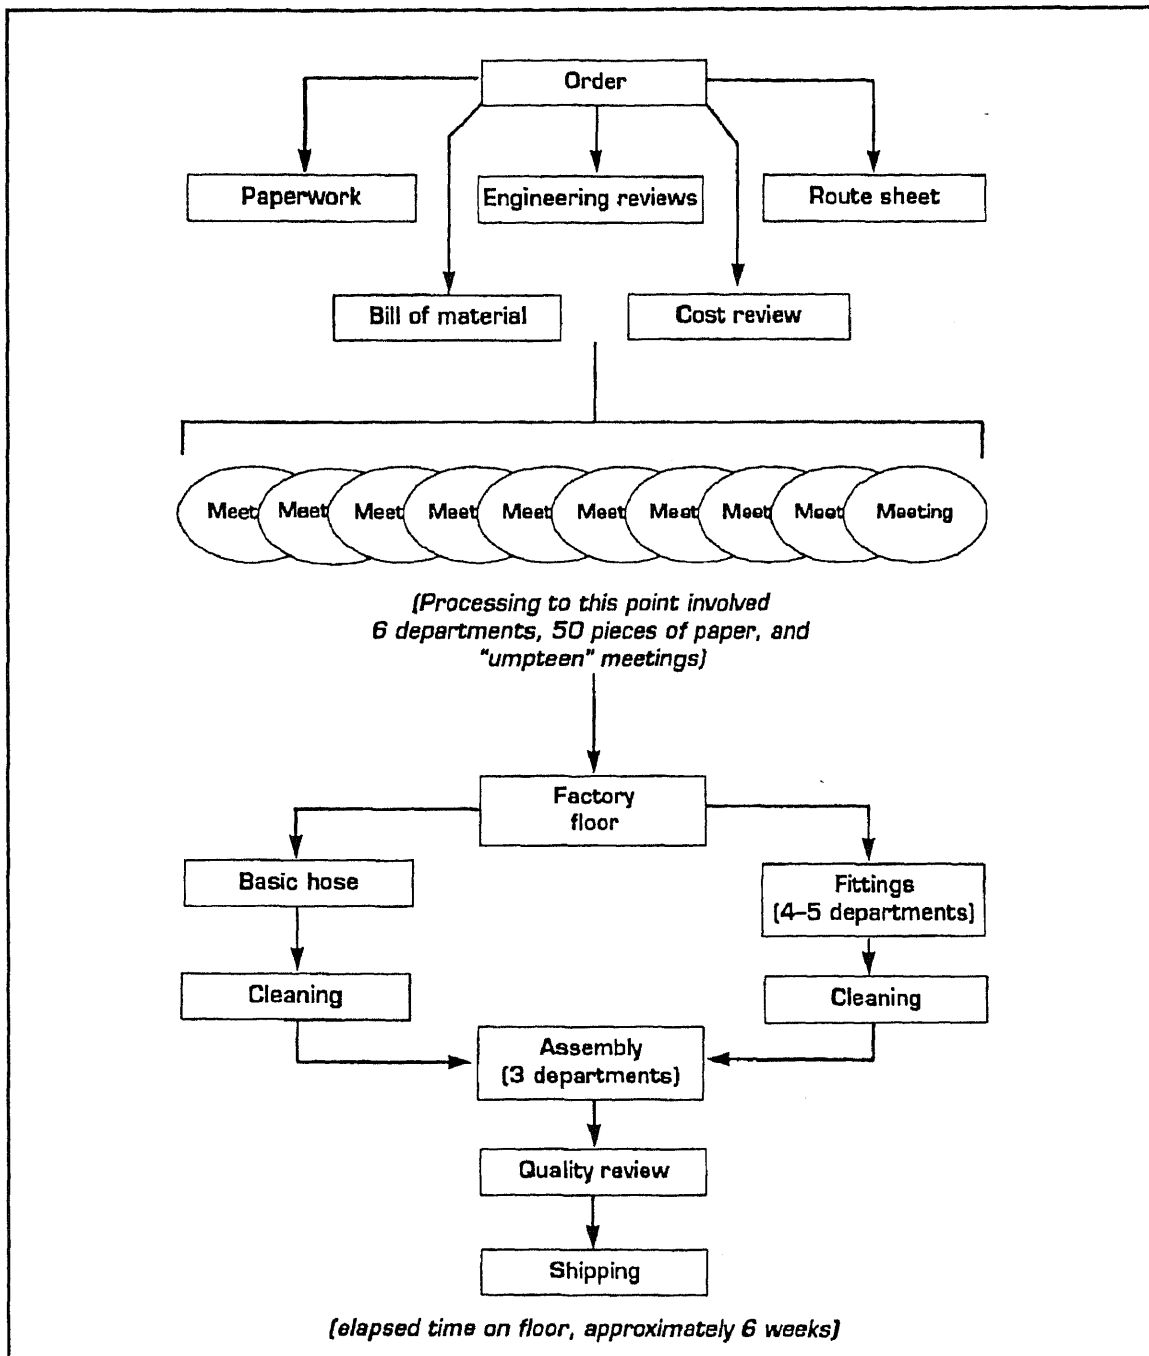 Order
Paperwork
Engineering reviews
Route sheet
Bill of material
Cost review
Meet
Meet
Meet
Meet
Meet
Meet
Meet
Meet
Meet
Meeting
(Processing to this point involved
6 departments, 50 pieces of paper, and
"umpteen" meetings)
Factory
floor
Basic hose
Fittings
(4–5 departments)
Cleaning
Cleaning
Assembly
(3 departments)
Quality review
Shipping
(elapsed time on floor, approximately 6 weeks)